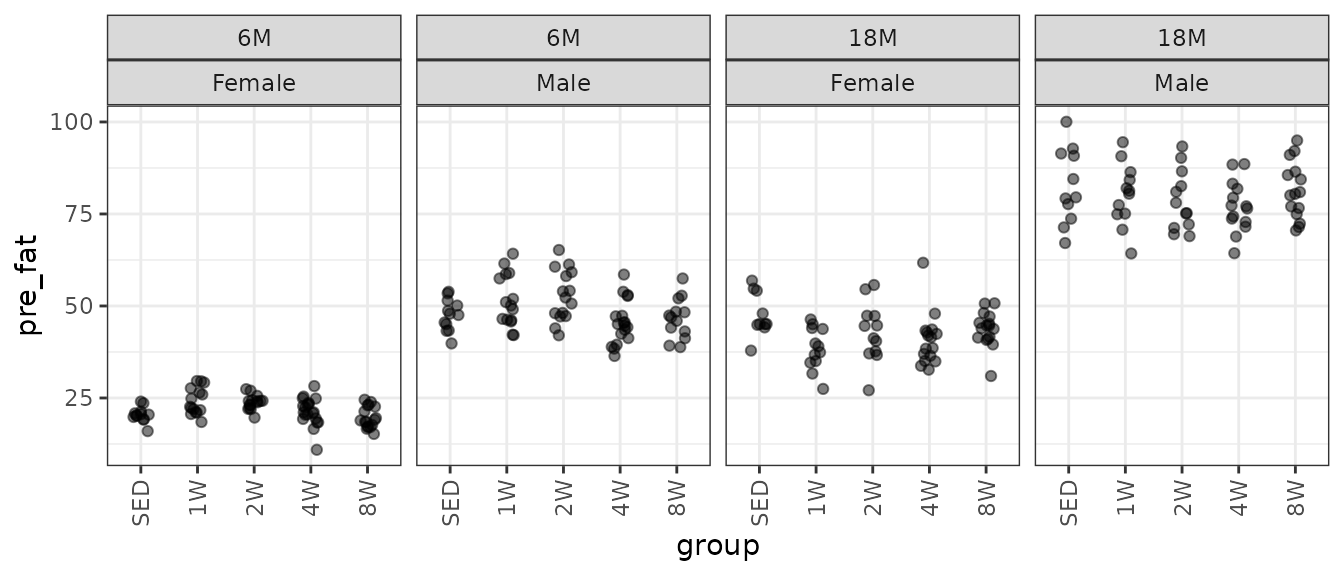 6M 6M 18M 18M
Female Male Female Male
100
75
50
25
pre_fat
SED 1W 2W 4W 8W SED 1W 2W 4W 8W SED 1W 2W 4W 8W SED 1W 2W 4W 8W
group